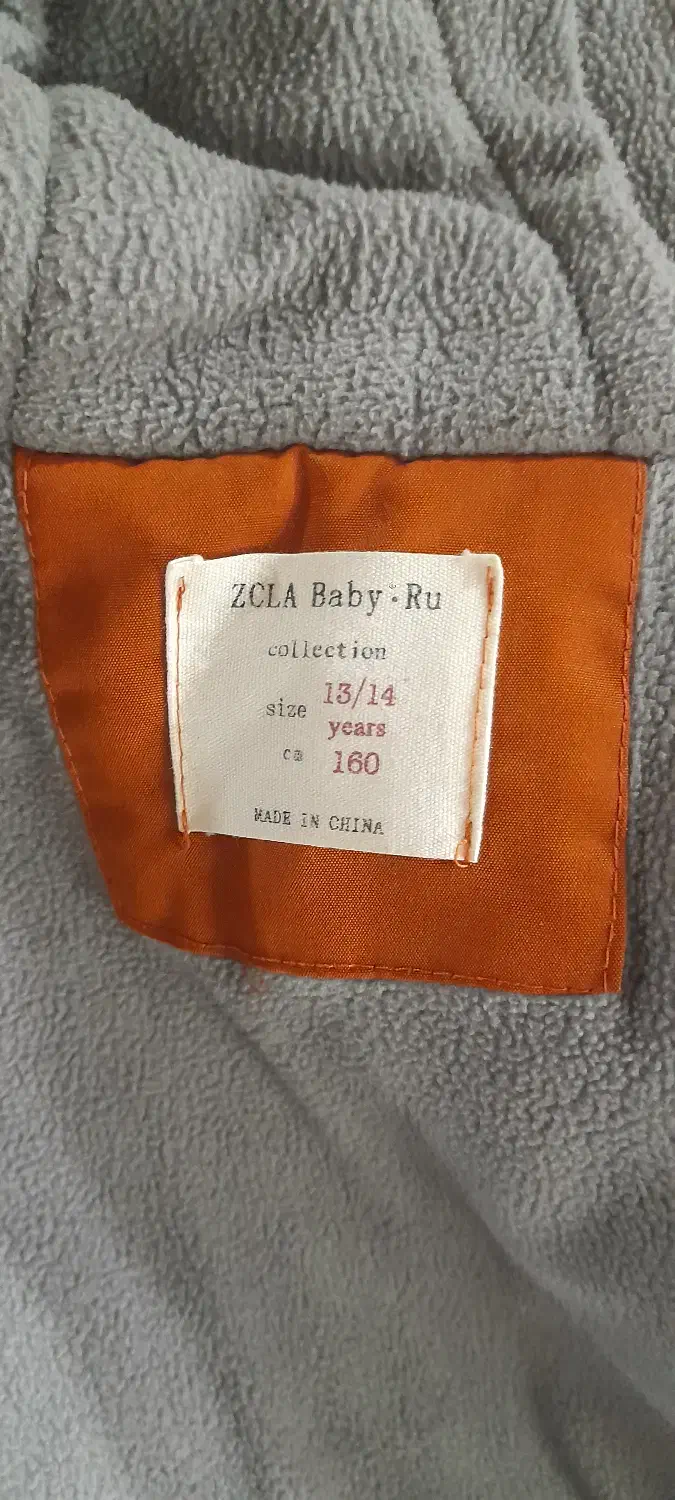 ZCLA Baby·Ru
collection
size 13/14
years
cm 160
MADE IN CHINA